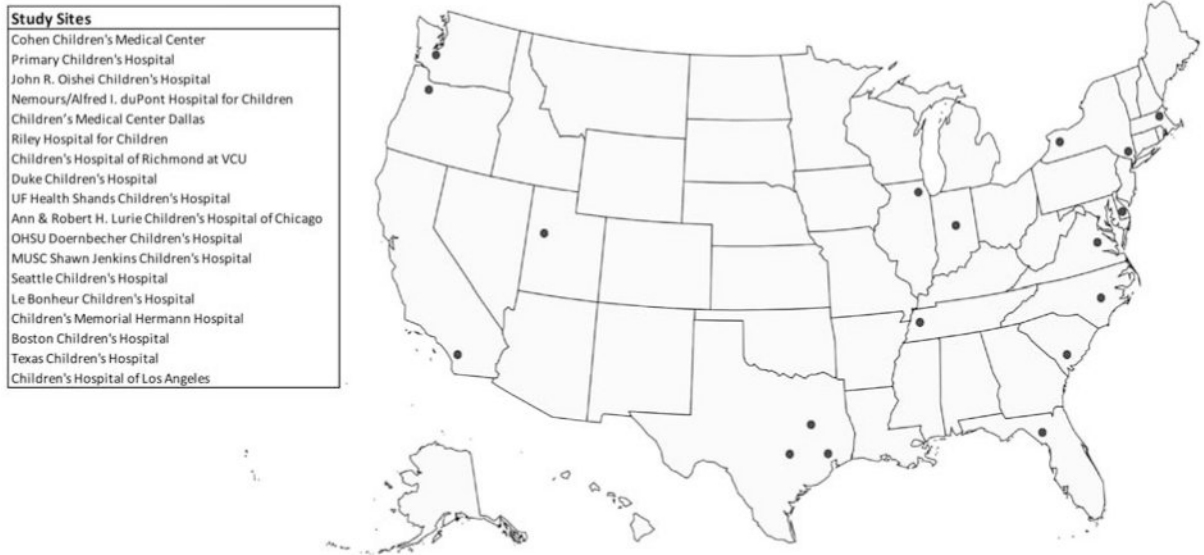 Study Sites
Cohen Children's Medical Center
Primary Children's Hospital
John R. Oishei Children's Hospital
Nemours/Alfred I. duPont Hospital for Children
Children's Medical Center Dallas
Riley Hospital for Children
Children's Hospital of Richmond at VCU
Duke Children's Hospital
UF Health Shands Children's Hospital
Ann & Robert H. Lurie Children's Hospital of Chicago
OHSU Doernbecher Children's Hospital
MUSC Shawn Jenkins Children's Hospital
Seattle Children's Hospital
Le Bonheur Children's Hospital
Children's Memorial Hermann Hospital
Boston Children's Hospital
Texas Children's Hospital
Children's Hospital of Los Angeles